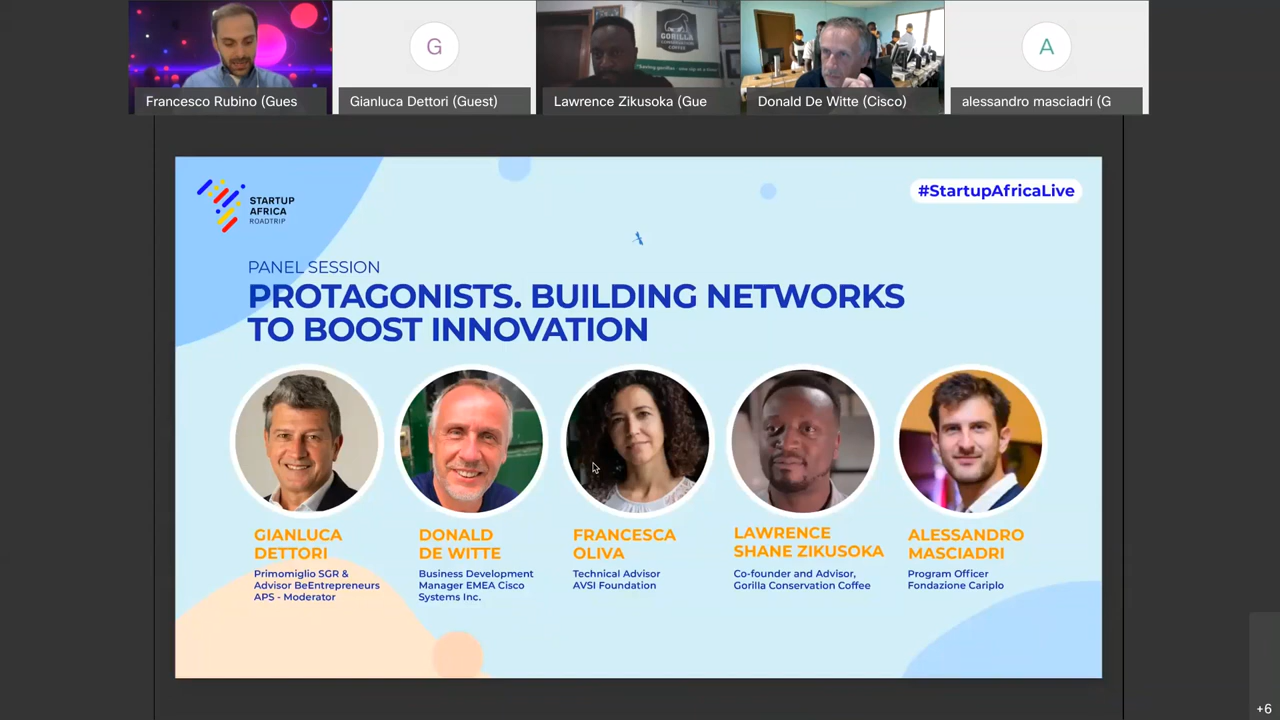 Francesco Rubino (Gues
G
Gianluca Dettori (Guest)
GORILLA
CONSERVATION
COFFEE
Lawrence Zikusoka (Gue
Donald De Witte (Cisco)
A
alessandro masciadri (G
STARTUP
AFRICA
ROADTRIP
#StartupAfricaLive
PANEL SESSION
PROTAGONISTS. BUILDING NETWORKS
TO BOOST INNOVATION
GIANLUCA
DETTORI
Primomiglio SGR &
Advisor BeEntrepreneurs
APS - Moderator
DONALD
DE WITTE
Business Development
Manager EMEA Cisco
Systems Inc.
FRANCESCA
OLIVA
Technical Advisor
AVSI Foundation
LAWRENCE
SHANE ZIKUSOKA
Co-founder and Advisor,
Gorilla Conservation Coffee
ALESSANDRO
MASCIADRI
Program Officer
Fondazione Cariplo
+6